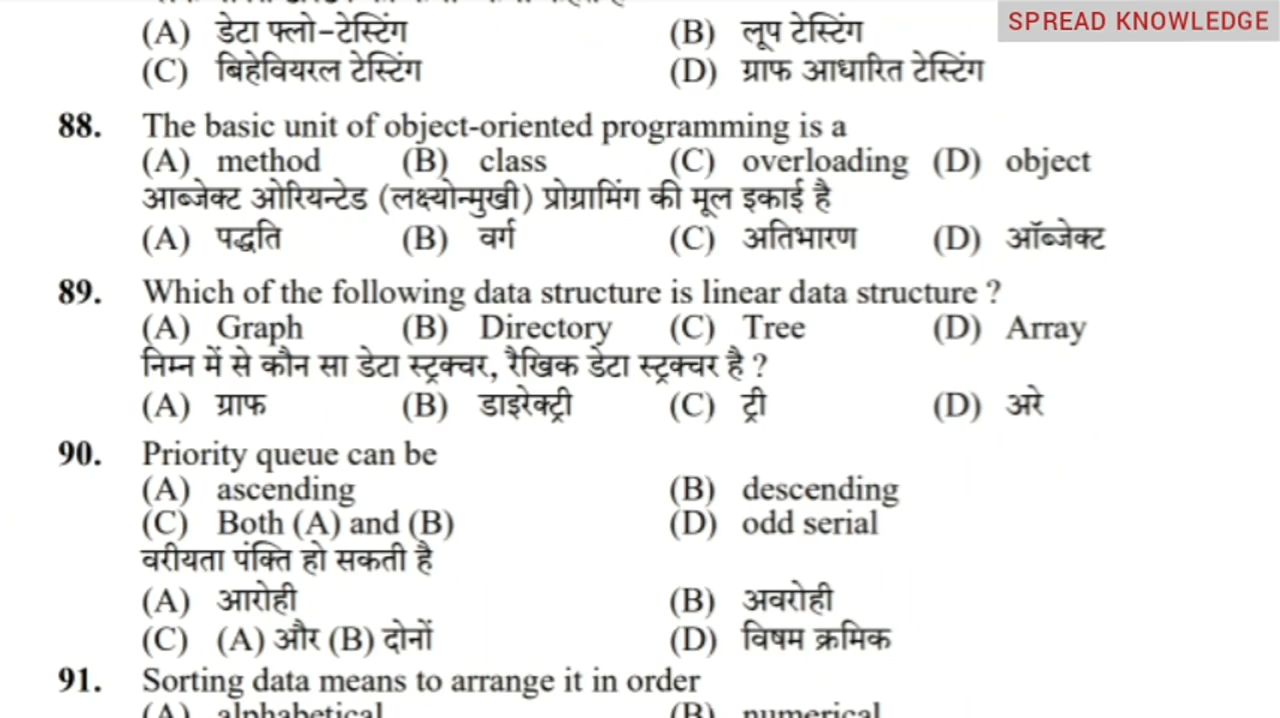 SPREAD KNOWLEDGE
(A) डेटा फ्लो-टेस्टिंग (B) लूप टेस्टिंग
(C) बिहेवियरल टेस्टिंग (D) ग्राफ आधारित टेस्टिंग
88. The basic unit of object-oriented programming is a
(A) method (B) class (C) overloading (D) object
आब्जेक्ट ओरियन्टेड (लक्ष्योन्मुखी) प्रोग्रामिंग की मूल इकाई है
(A) पद्धति (B) वर्ग (C) अतिभारण (D) ऑब्जेक्ट
89. Which of the following data structure is linear data structure ?
(A) Graph (B) Directory (C) Tree (D) Array
निम्न में से कौन सा डेटा स्ट्रक्चर, रैखिक डेटा स्ट्रक्चर है ?
(A) ग्राफ (B) डाइरेक्ट्री (C) ट्री (D) अरे
90. Priority queue can be
(A) ascending (B) descending
(C) Both (A) and (B) (D) odd serial
वरीयता पंक्ति हो सकती है
(A) आरोही (B) अवरोही
(C) (A) और (B) दोनों (D) विषम क्रमिक
91. Sorting data means to arrange it in order
(A) alphabetical (B) numerical